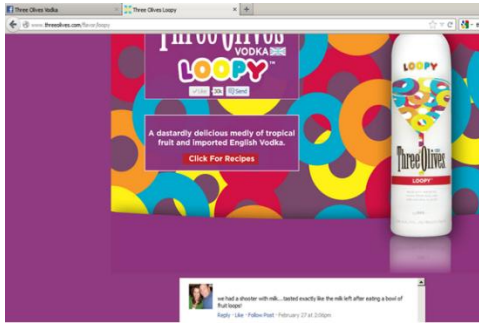 Three Olives Vodka
Three Olives Loopy
www.threeolives.com/flavor/loopy
Three Olives
VODKA
LOOPY
Like
30k
Send
A dastardly delicious medly of tropical
fruit and imported English Vodka.
Click For Recipes
LOOPY
Three Olives
LOOPY
we had a shooter with milk... tasted exactly like the milk left after eating a bowl of
fruit loops!
Reply · Like · Follow Post · February 27 at 2:06pm